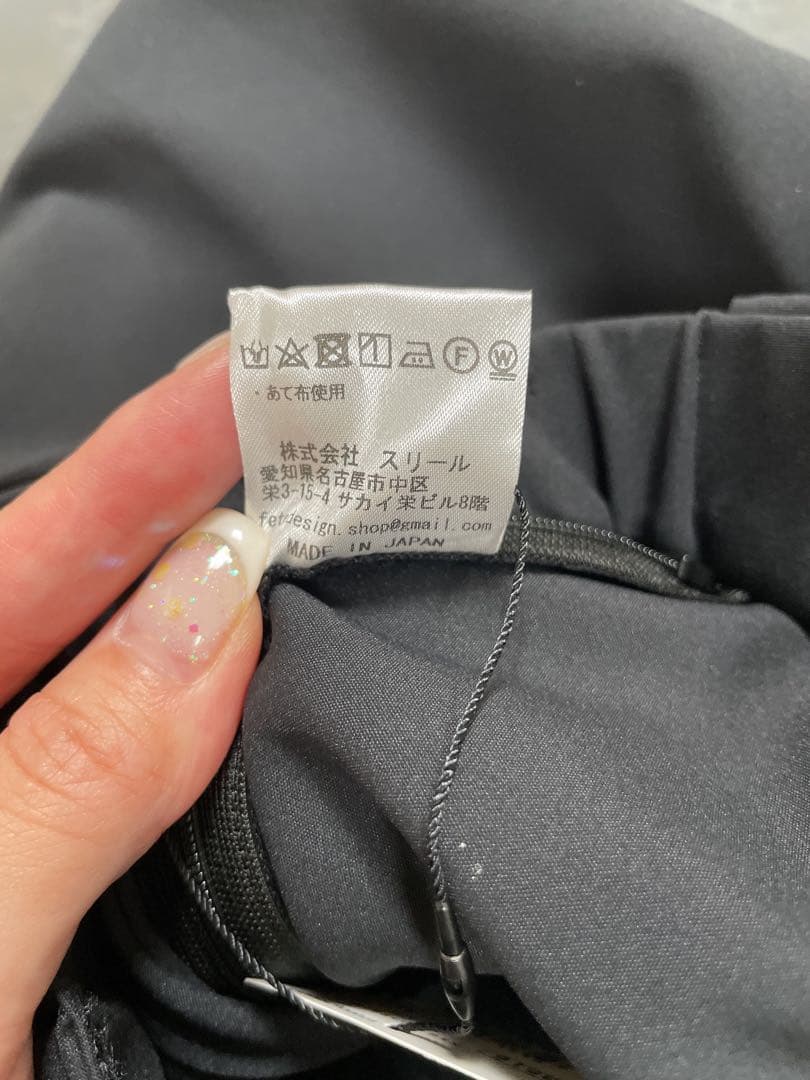 F W
・あて布使用
株式会社 スリール
愛知県名古屋市中区
栄3-15-4 サカイ栄ビル8階
fetdesign.shop@gmail.com
MADE IN JAPAN